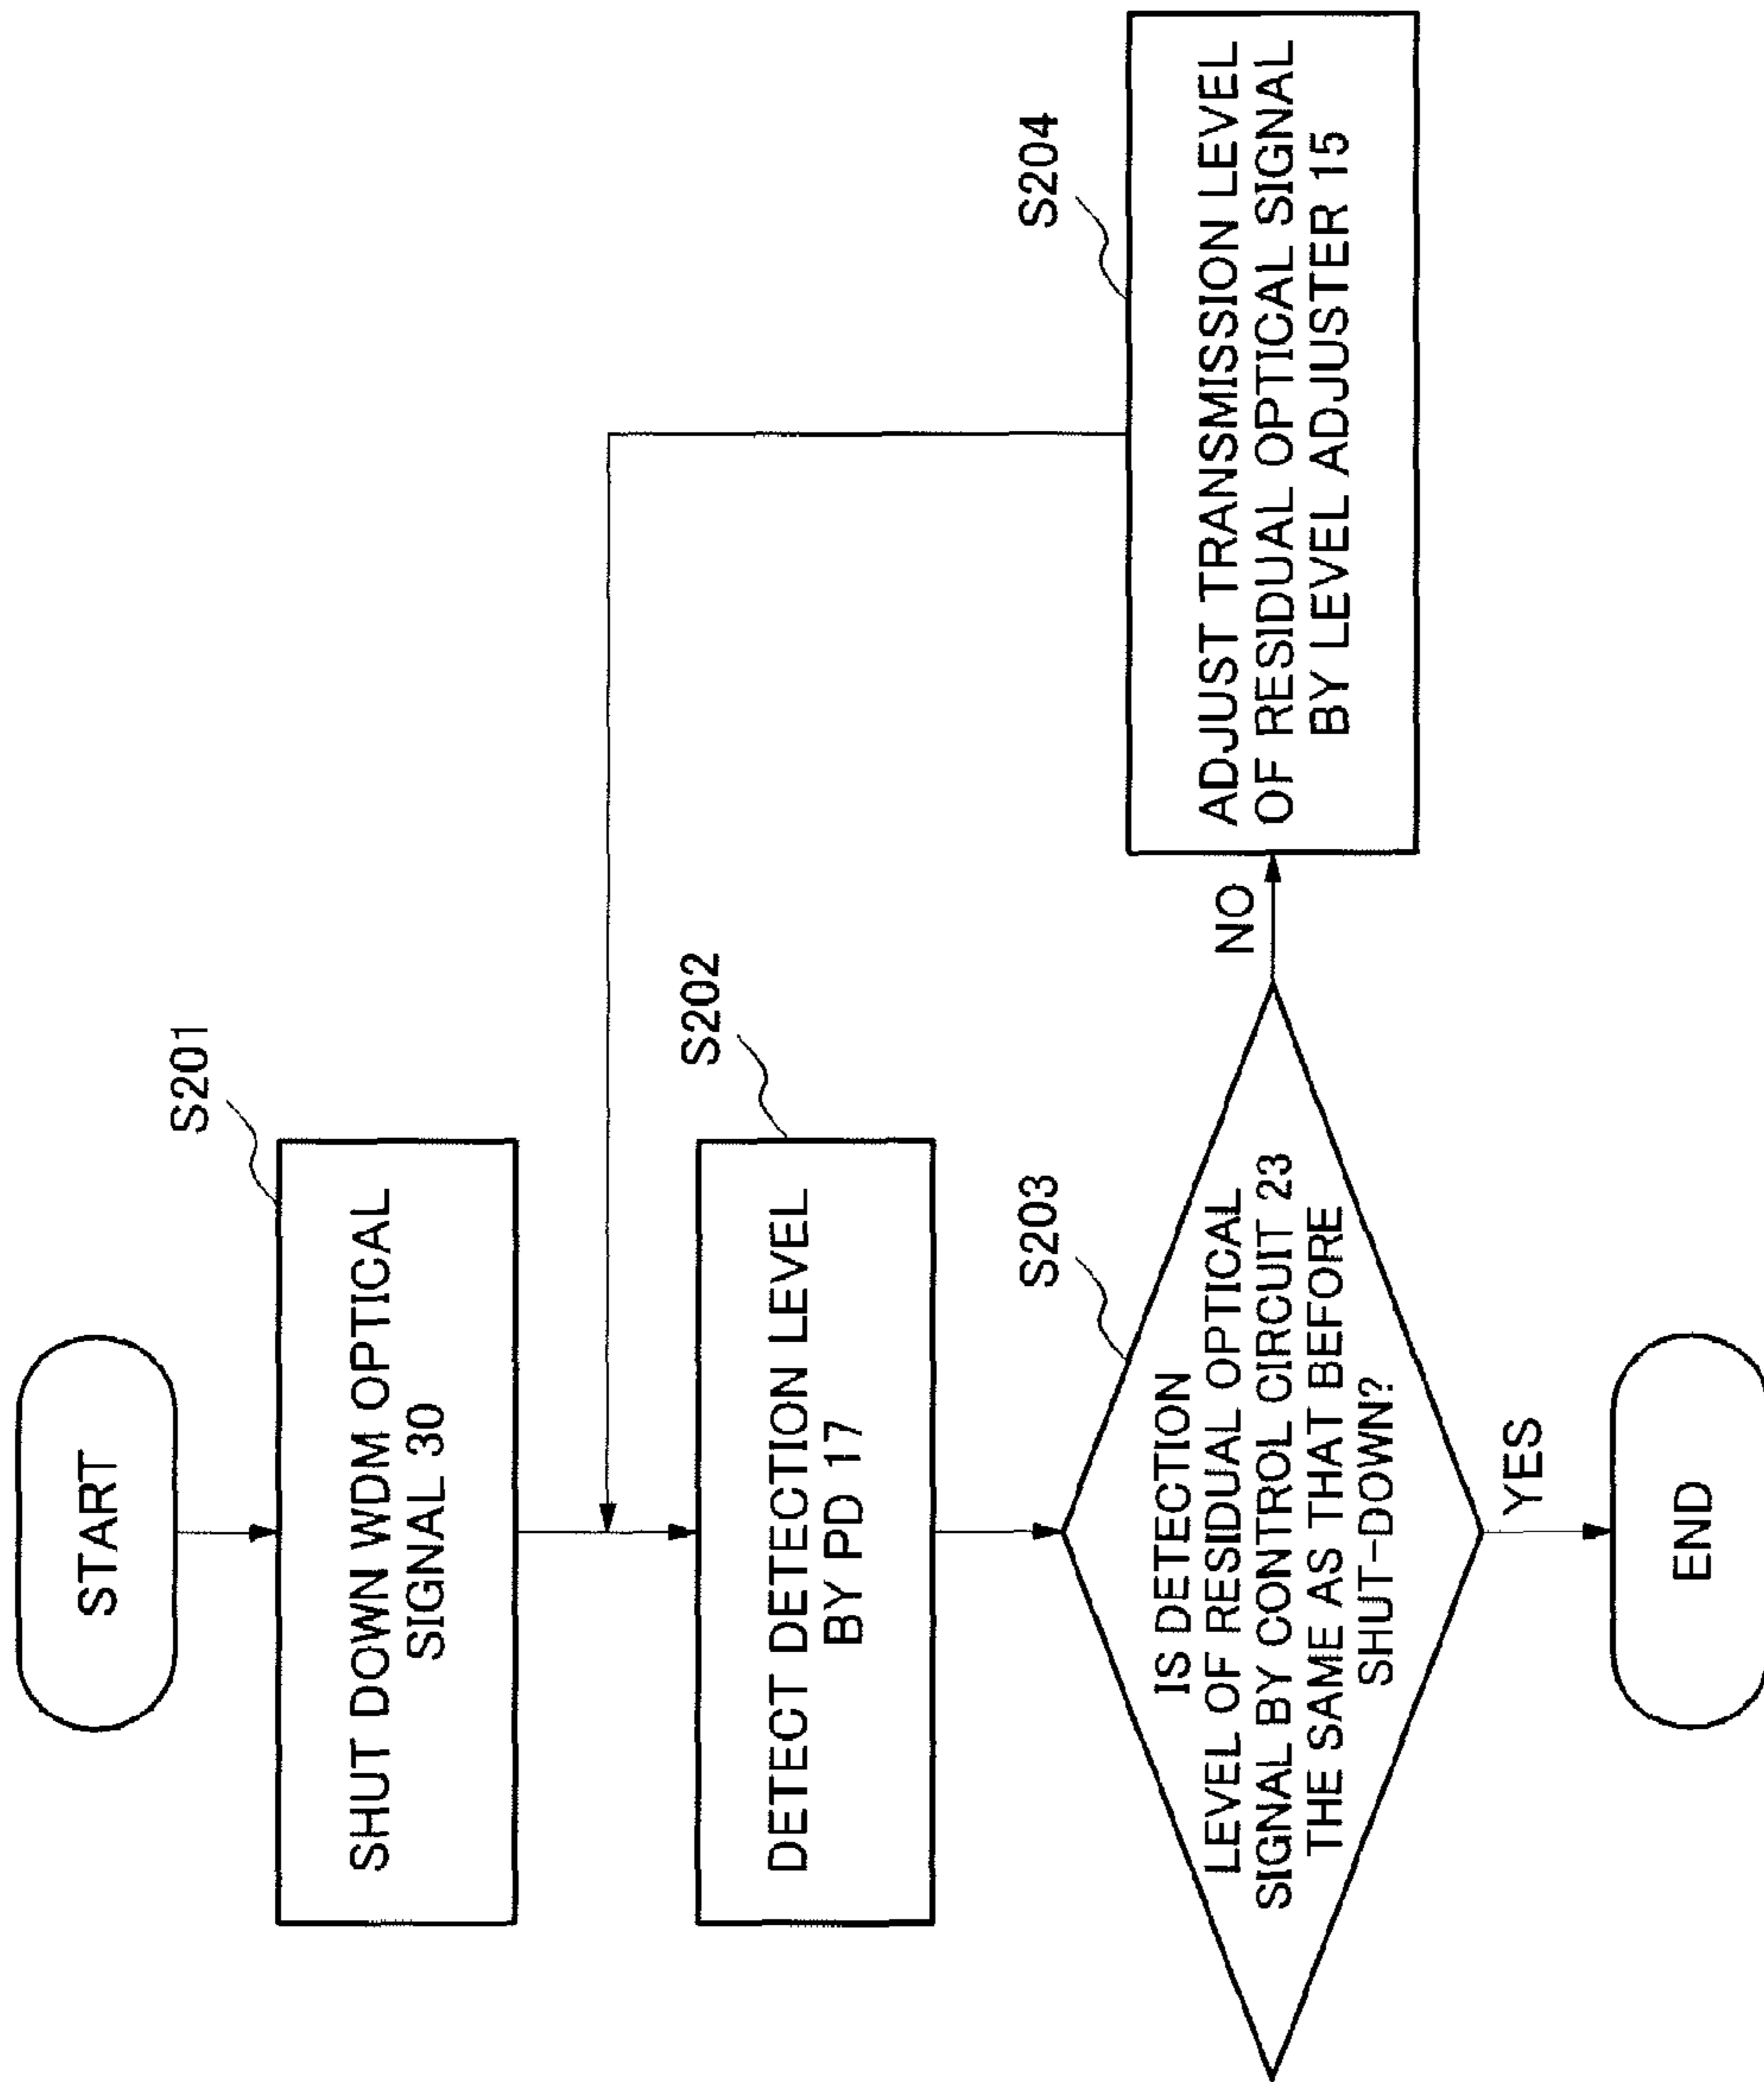 START
S201
SHUT DOWN WDM OPTICAL
SIGNAL 30
S202
DETECT DETECTION LEVEL
BY PD 17
S203
IS DETECTION
LEVEL OF RESIDUAL OPTICAL
SIGNAL BY CONTROL CIRCUIT 23
THE SAME AS THAT BEFORE
SHUT-DOWN?
NO
S204
ADJUST TRANSMISSION LEVEL
OF RESIDUAL OPTICAL SIGNAL
BY LEVEL ADJUSTER 15
YES
END